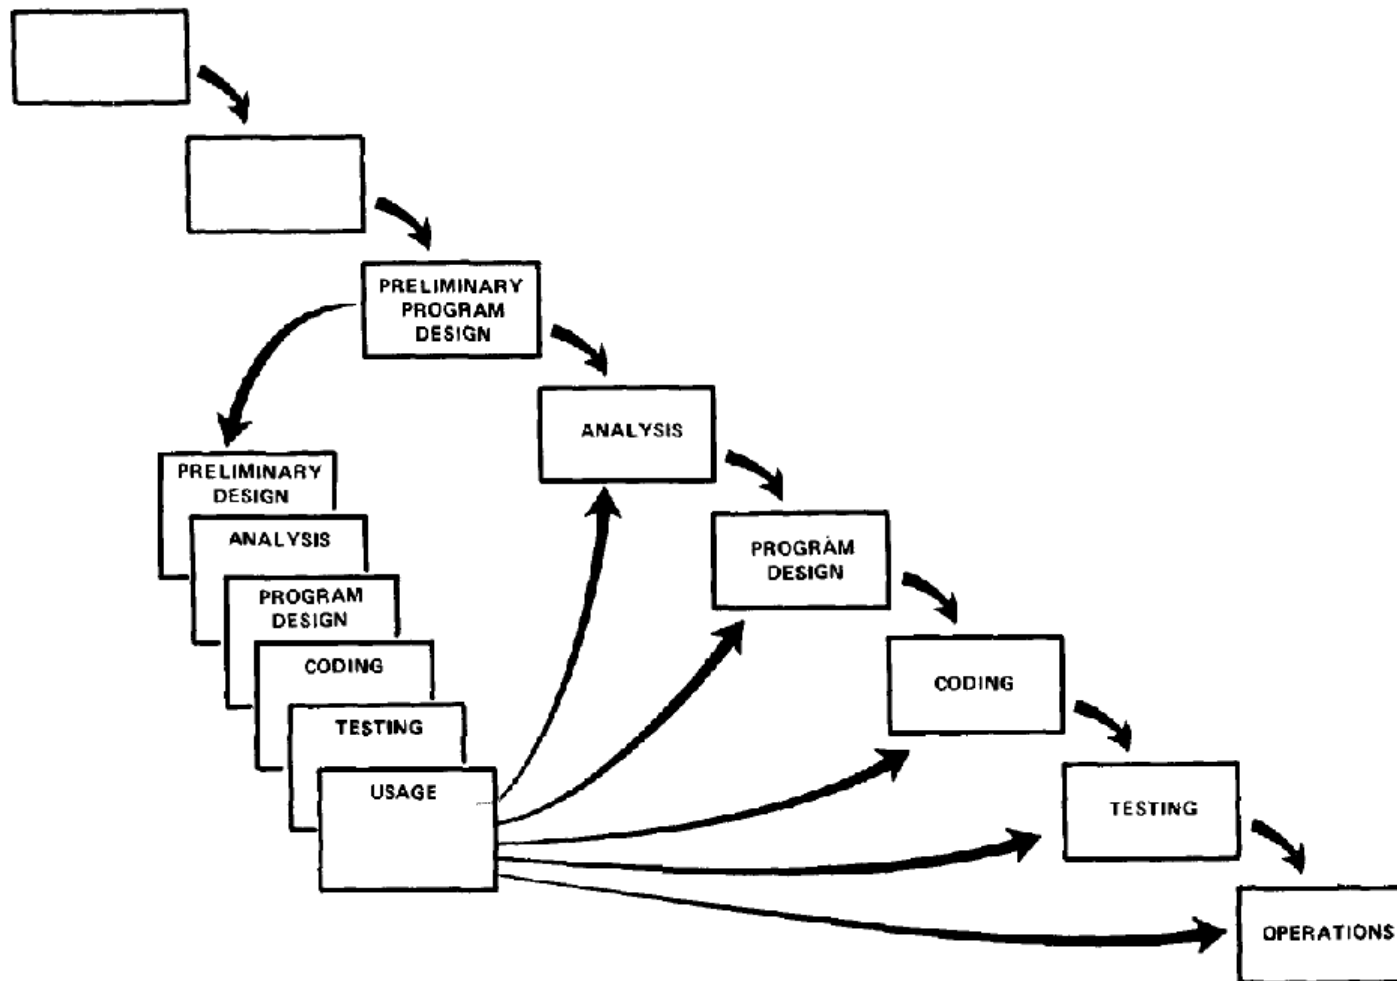 PRELIMINARY
PROGRAM
DESIGN
ANALYSIS
PROGRAM
DESIGN
CODING
TESTING
OPERATIONS
PRELIMINARY
DESIGN
ANALYSIS
PROGRAM
DESIGN
CODING
TESTING
USAGE